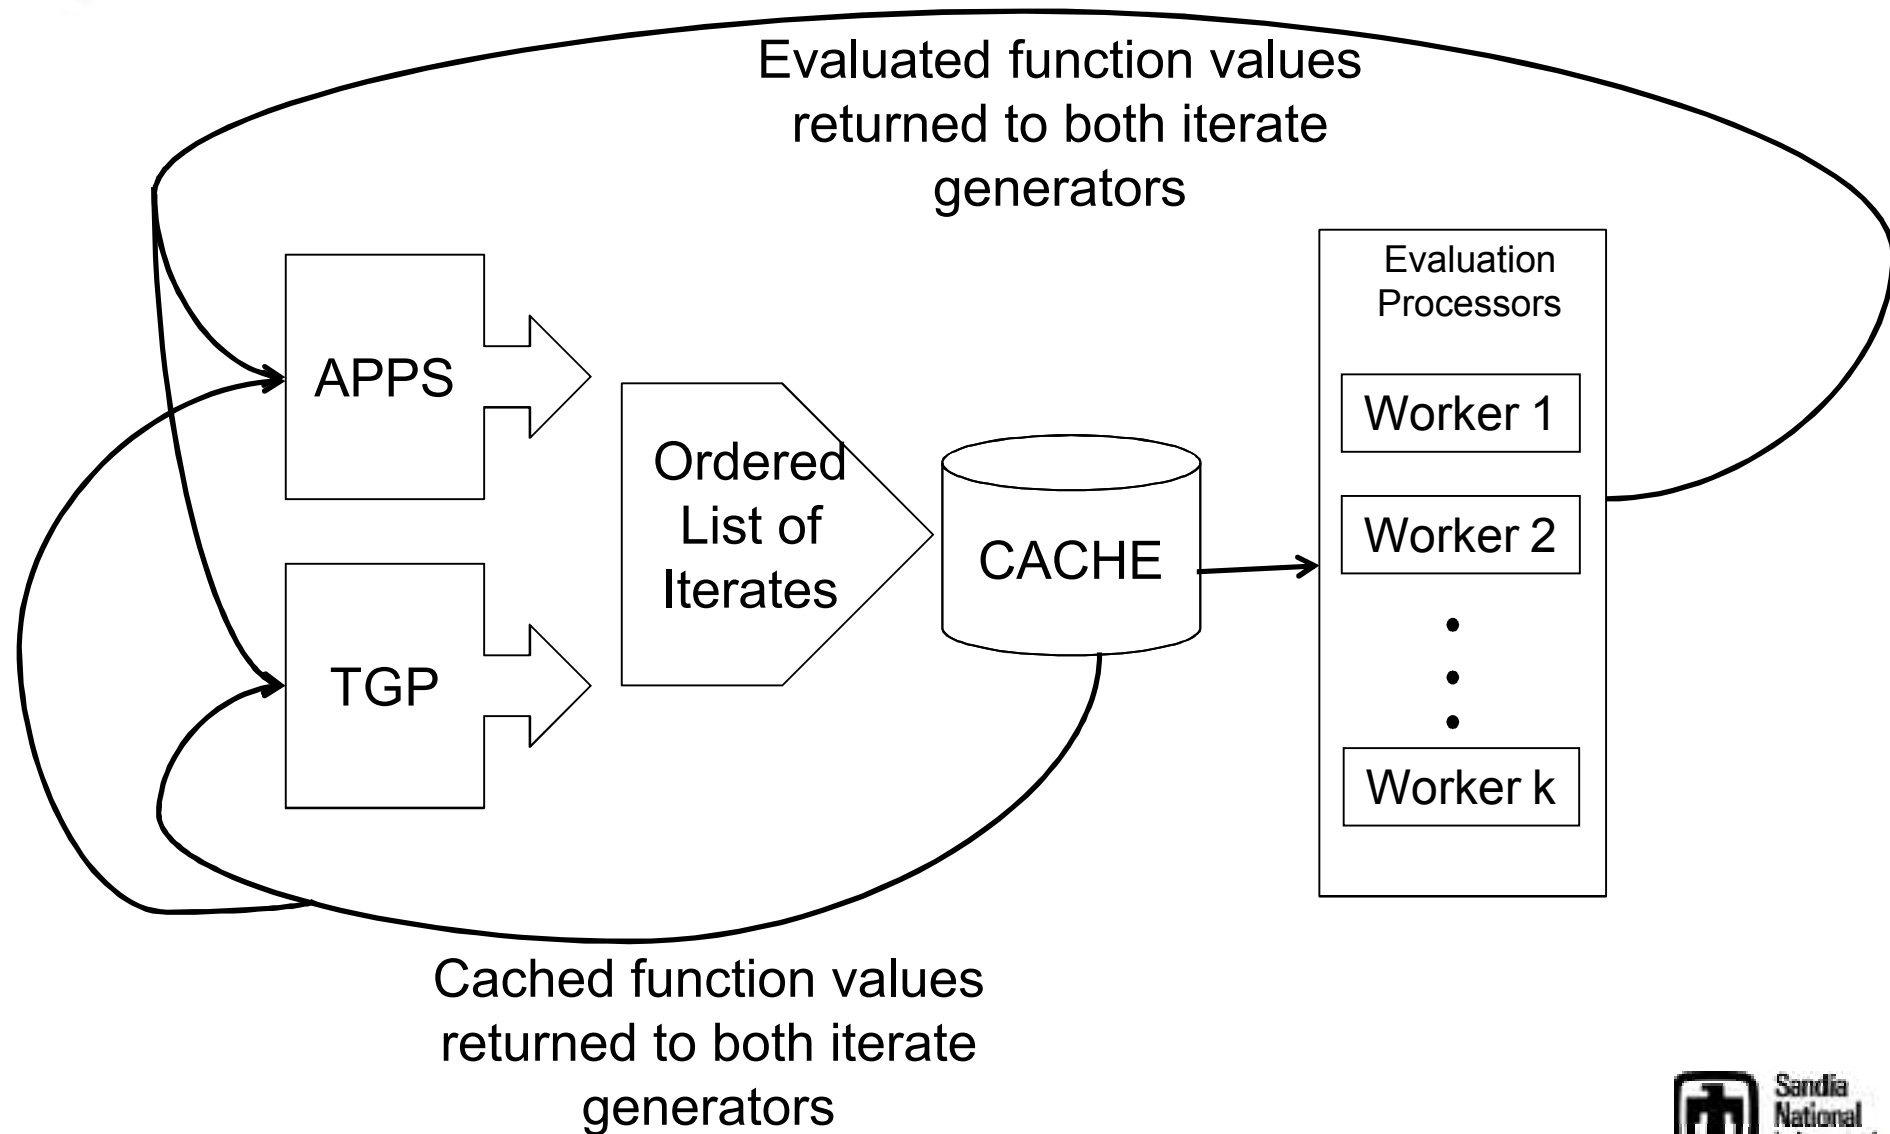 Evaluated function values
returned to both iterate
generators
Evaluation
Processors
APPS
Worker 1
Ordered
List of
Iterates
Worker 2
CACHE
TGP
Worker k
Cached function values
returned to both iterate
generators
Sandia
National